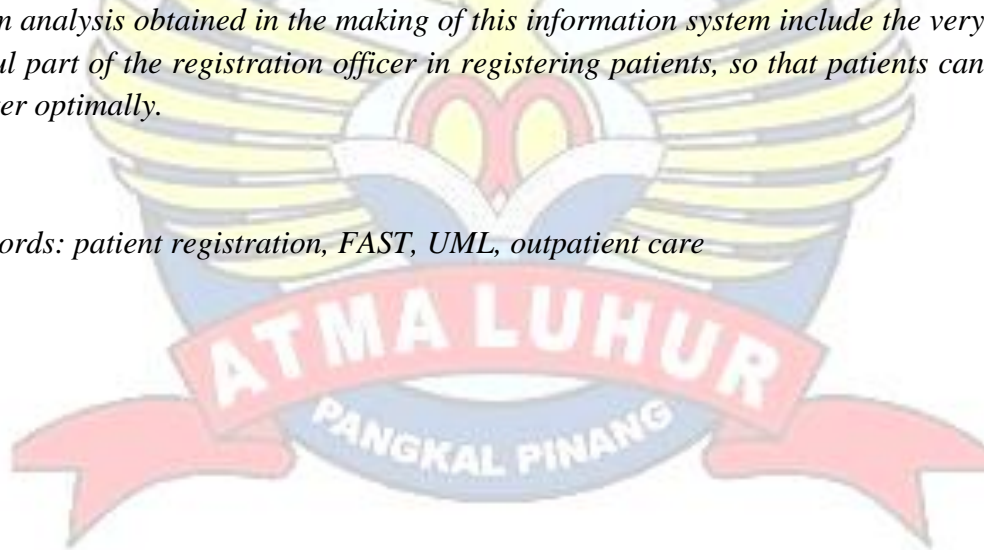 n analysis obtained in the making of this information system include the very
ul part of the registration officer in registering patients, so that patients can
er optimally.
ords: patient registration, FAST, UML, outpatient care
ATMA LUHUR
PANGKAL PINANG